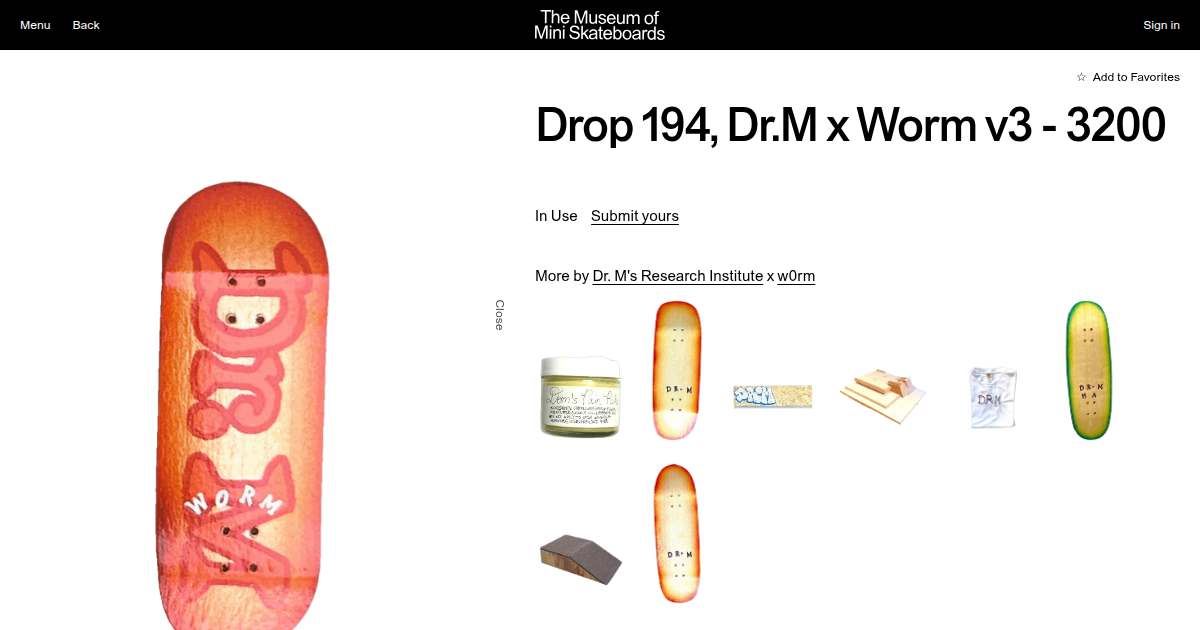 Menu
Back
The Museum of
Mini Skateboards
Sign in
☆ Add to Favorites
Drop 194, Dr.M x Worm v3 - 3200
In Use Submit yours
More by Dr. M's Research Institute x w0rm
Close
Dr. M
WORM
DR. M
DRM
DR. M